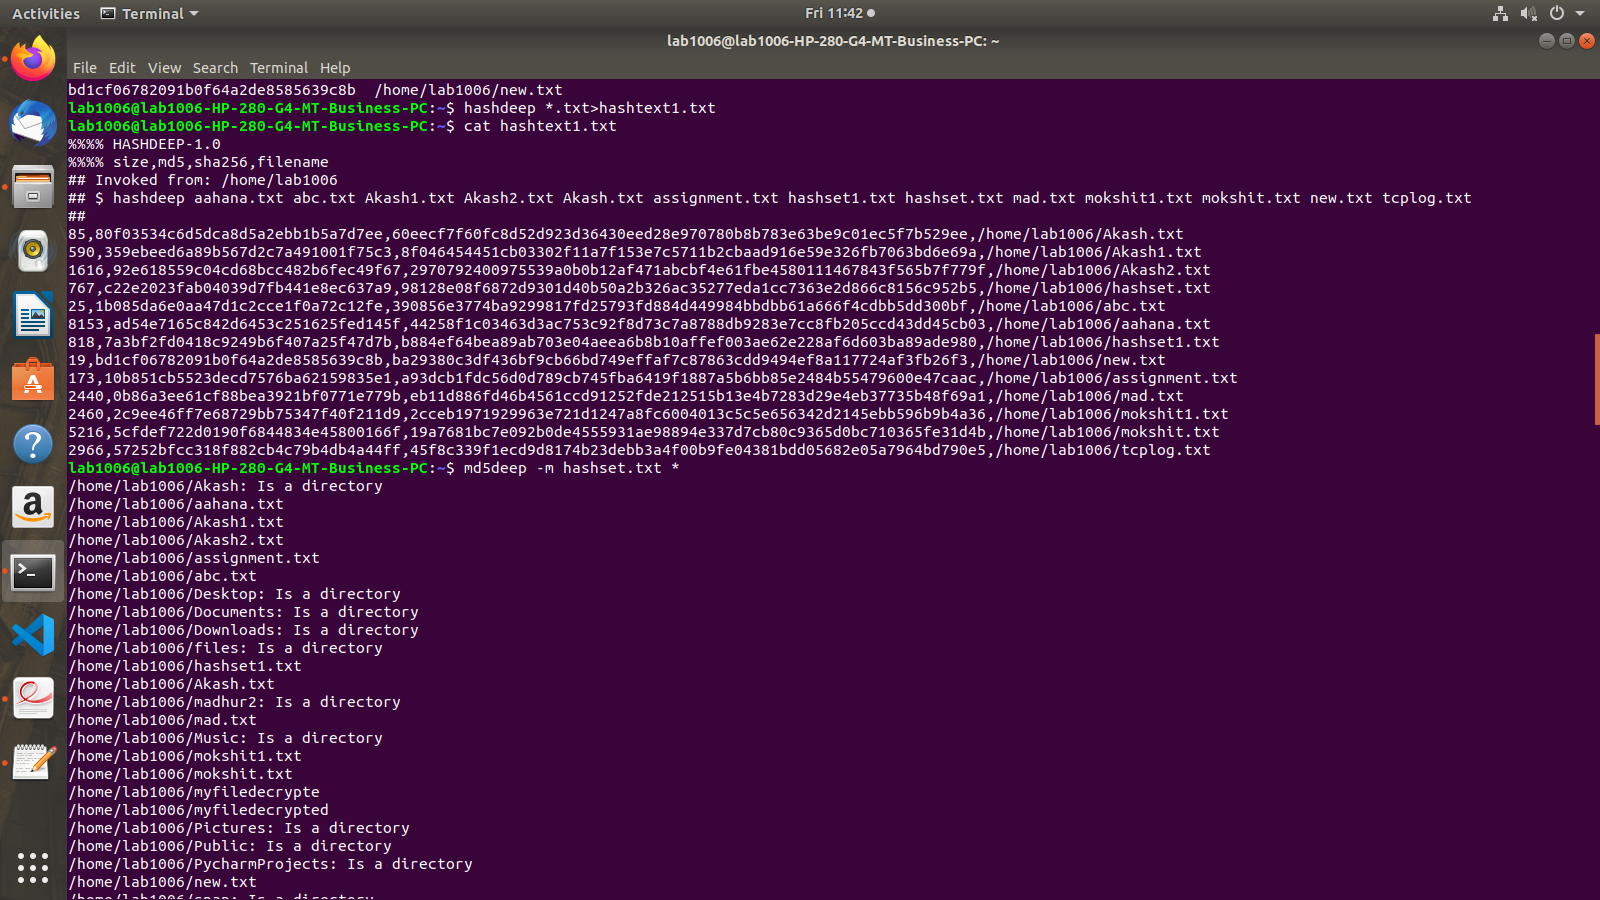 Activities Terminal Fri 11:42
lab1006@lab1006-HP-280-G4-MT-Business-PC: ~
File Edit View Search Terminal Help
bd1cf06782091b0f64a2de8585639c8b /home/lab1006/new.txt
lab1006@lab1006-HP-280-G4-MT-Business-PC:~$ hashdeep *.txt>hashtext1.txt
lab1006@lab1006-HP-280-G4-MT-Business-PC:~$ cat hashtext1.txt
%%%% HASHDEEP-1.0
%%%% size,md5,sha256,filename
## Invoked from: /home/lab1006
## $ hashdeep aahana.txt abc.txt Akash1.txt Akash2.txt Akash.txt assignment.txt hashset1.txt hashset.txt mad.txt mokshit1.txt mokshit.txt new.txt tcplog.txt
##
85,80f03534c6d5dca8d5a2ebb1b5a7d7ee,60eecf7f60fc8d52d923d36430eed28e970780b8b783e63be9c01ec5f7b529ee,/home/lab1006/Akash.txt
590,359ebeed6a89b567d2c7a491001f75c3,8f046454451cb03302f11a7f153e7c5711b2cbaad916e59e326fb7063bd6e69a,/home/lab1006/Akash1.txt
1616,92e618559c04cd68bcc482b6fec49f67,2970792400975539a0b0b12af471abcbf4e61fbe4580111467843f565b7f779f,/home/lab1006/Akash2.txt
767,c22e2023fab04039d7fb441e8ec637a9,98128e08f6872d9301d40b50a2b326ac35277eda1cc7363e2d866c8156c952b5,/home/lab1006/hashset.txt
25,1b085da6e0aa47d1c2cce1f0a72c12fe,390856e3774ba9299817fd25793fd884d449984bbdbb61a666f4cdbb5dd300bf,/home/lab1006/abc.txt
8153,ad54e7165c842d6453c251625fed145f,44258f1c03463d3ac753c92f8d73c7a8788db9283e7cc8fb205ccd43dd45cb03,/home/lab1006/aahana.txt
818,7a3bf2fd0418c9249b6f407a25f47d7b,b884ef64bea89ab703e04aeea6b8b10affef003ae62e228af6d603ba89ade980,/home/lab1006/hashset1.txt
19,bd1cf06782091b0f64a2de8585639c8b,ba29380c3df436bf9cb66bd749effaf7c87863cdd9494ef8a117724af3fb26f3,/home/lab1006/new.txt
173,10b851cb5523decd7576ba62159835e1,a93dcb1fdc56d0d789cb745fba6419f1887a5b6bb85e2484b55479600e47caac,/home/lab1006/assignment.txt
2440,0b86a3ee61cf88bea3921bf0771e779b,eb11d886fd46b4561ccd91252fde212515b13e4b7283d29e4eb37735b48f69a1,/home/lab1006/mad.txt
2460,2c9ee46ff7e68729bb75347f40f211d9,2cceb1971929963e721d1247a8fc6004013c5c5e656342d2145ebb596b9b4a36,/home/lab1006/mokshit1.txt
5216,5cfdef722d0190f6844834e45800166f,19a7681bc7e092b0de4555931ae98894e337d7cb80c9365d0bc710365fe31d4b,/home/lab1006/mokshit.txt
2966,57252bfcc318f882cb4c79b4db4a44ff,45f8c339f1ecd9d8174b23debb3a4f00b9fe04381bdd05682e05a7964bd790e5,/home/lab1006/tcplog.txt
lab1006@lab1006-HP-280-G4-MT-Business-PC:~$ md5deep -m hashset.txt *
/home/lab1006/Akash: Is a directory
/home/lab1006/aahana.txt
/home/lab1006/Akash1.txt
/home/lab1006/Akash2.txt
/home/lab1006/assignment.txt
/home/lab1006/abc.txt
/home/lab1006/Desktop: Is a directory
/home/lab1006/Documents: Is a directory
/home/lab1006/Downloads: Is a directory
/home/lab1006/files: Is a directory
/home/lab1006/hashset1.txt
/home/lab1006/Akash.txt
/home/lab1006/madhur2: Is a directory
/home/lab1006/mad.txt
/home/lab1006/Music: Is a directory
/home/lab1006/mokshit1.txt
/home/lab1006/mokshit.txt
/home/lab1006/myfiledecrypte
/home/lab1006/myfiledecrypted
/home/lab1006/Pictures: Is a directory
/home/lab1006/Public: Is a directory
/home/lab1006/PycharmProjects: Is a directory
/home/lab1006/new.txt
/home/lab1006/snap: Is a directory